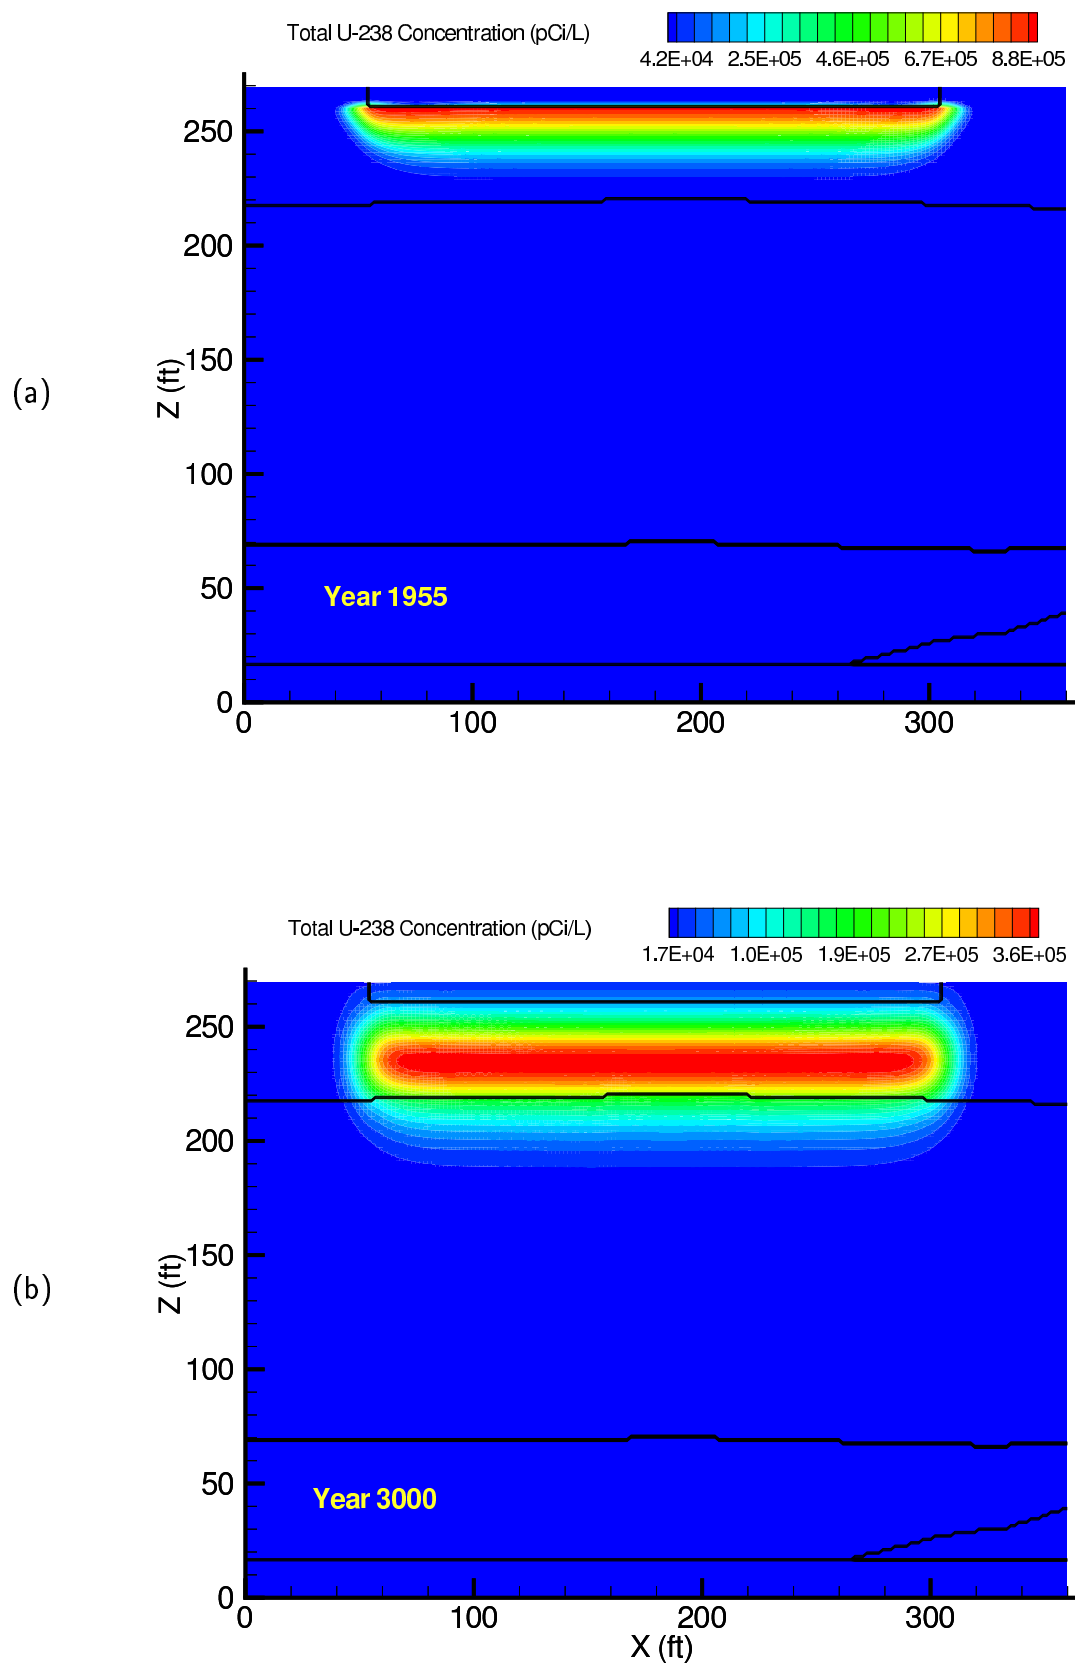 Total U-238 Concentration (pCi/L)
4.2E+04 2.5E+05 4.6E+05 6.7E+05 8.8E+05
250
200
150
100
50
0
Z (ft)
(a)
Year 1955
0 100 200 300
Total U-238 Concentration (pCi/L)
1.7E+04 1.0E+05 1.9E+05 2.7E+05 3.6E+05
250
200
150
100
50
0
Z (ft)
(b)
Year 3000
0 100 200 300
X (ft)